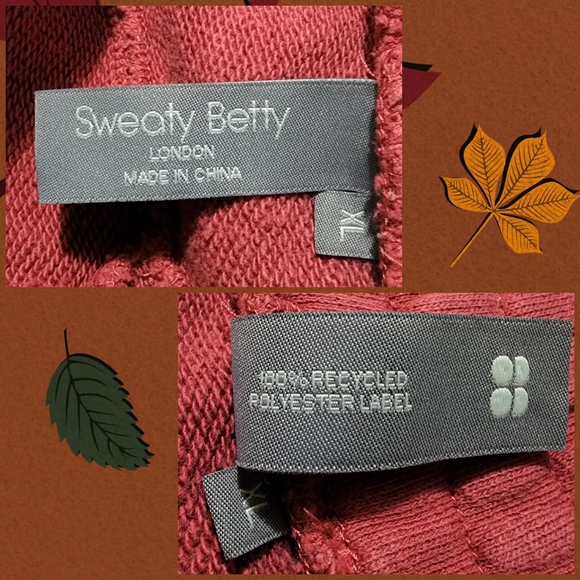 Sweaty Betty
LONDON
MADE IN CHINA
XL
100% RECYCLED
POLYESTER LABEL
XL